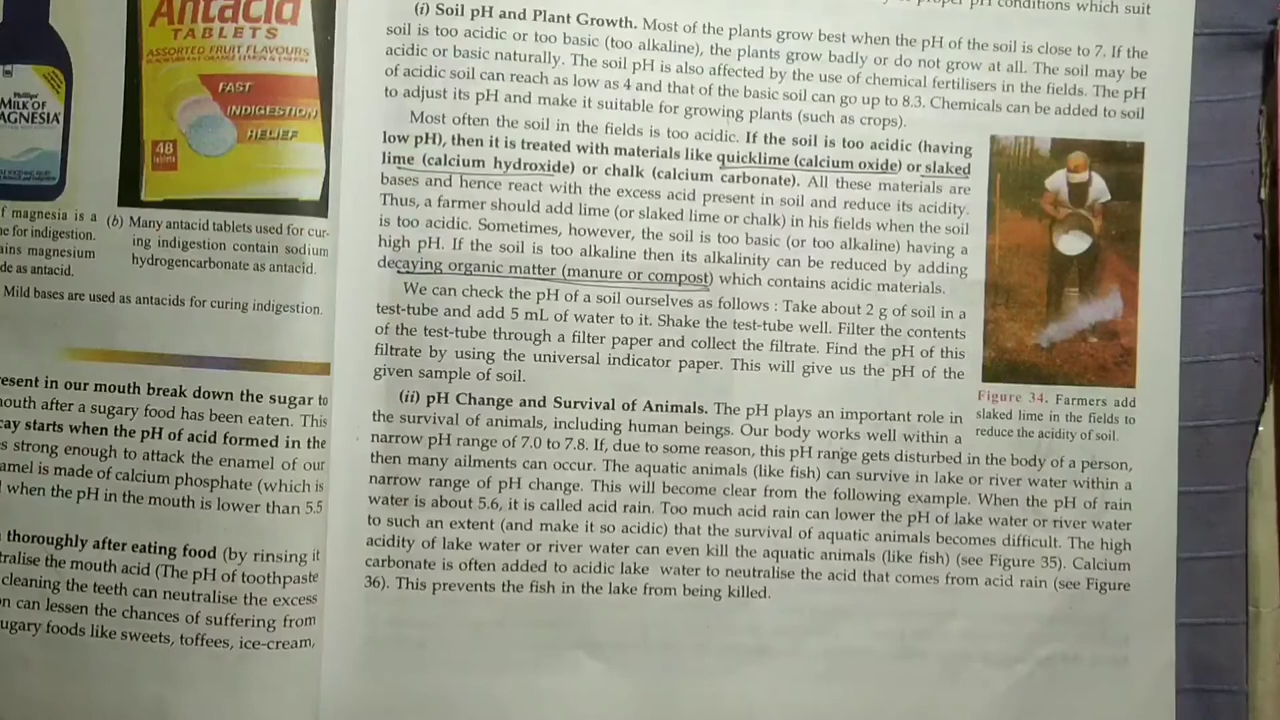 Antacid
TABLETS
ASSORTED FRUIT FLAVOURS
FAST
INDIGESTION
RELIEF
48
Tablets
Phillips'
MILK OF
AGNESIA
f magnesia is a
e for indigestion.
ains magnesium
de as antacid.
(b) Many antacid tablets used for cur-
ing indigestion contain sodium
hydrogencarbonate as antacid.
Mild bases are used as antacids for curing indigestion.
resent in our mouth break down the sugar to
mouth after a sugary food has been eaten. This
cay starts when the pH of acid formed in the
s strong enough to attack the enamel of our
amel is made of calcium phosphate (which is
when the pH in the mouth is lower than 5.5
thoroughly after eating food (by rinsing it
tralise the mouth acid (The pH of toothpaste
cleaning the teeth can neutralise the excess
on can lessen the chances of suffering from
ugary foods like sweets, toffees, ice-cream,
pH conditions which suit
(i) Soil pH and Plant Growth. Most of the plants grow best when the pH of the soil is close to 7. If the
soil is too acidic or too basic (too alkaline), the plants grow badly or do not grow at all. The soil may be
acidic or basic naturally. The soil pH is also affected by the use of chemical fertilisers in the fields. The pH
of acidic soil can reach as low as 4 and that of the basic soil can go up to 8.3. Chemicals can be added to soil
to adjust its pH and make it suitable for growing plants (such as crops).
Most often the soil in the fields is too acidic. If the soil is too acidic (having
low pH), then it is treated with materials like quicklime (calcium oxide) or slaked
lime (calcium hydroxide) or chalk (calcium carbonate). All these materials are
bases and hence react with the excess acid present in soil and reduce its acidity.
Thus, a farmer should add lime (or slaked lime or chalk) in his fields when the soil
is too acidic. Sometimes, however, the soil is too basic (or too alkaline) having a
high pH. If the soil is too alkaline then its alkalinity can be reduced by adding
decaying organic matter (manure or compost) which contains acidic materials.
We can check the pH of a soil ourselves as follows : Take about 2 g of soil in a
test-tube and add 5 mL of water to it. Shake the test-tube well. Filter the contents
of the test-tube through a filter paper and collect the filtrate. Find the pH of this
filtrate by using the universal indicator paper. This will give us the pH of the
given sample of soil.
Figure 34. Farmers add
slaked lime in the fields to
reduce the acidity of soil.
(ii) pH Change and Survival of Animals. The pH plays an important role in
the survival of animals, including human beings. Our body works well within a
narrow pH range of 7.0 to 7.8. If, due to some reason, this pH range gets disturbed in the body of a person,
then many ailments can occur. The aquatic animals (like fish) can survive in lake or river water within a
narrow range of pH change. This will become clear from the following example. When the pH of rain
water is about 5.6, it is called acid rain. Too much acid rain can lower the pH of lake water or river water
to such an extent (and make it so acidic) that the survival of aquatic animals becomes difficult. The high
acidity of lake water or river water can even kill the aquatic animals (like fish) (see Figure 35). Calcium
carbonate is often added to acidic lake water to neutralise the acid that comes from acid rain (see Figure
36). This prevents the fish in the lake from being killed.